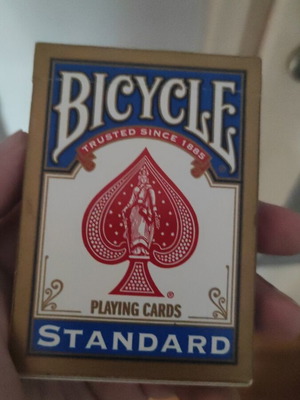 BICYCLE
TRUSTED SINCE 1885
®
PLAYING CARDS
STANDARD